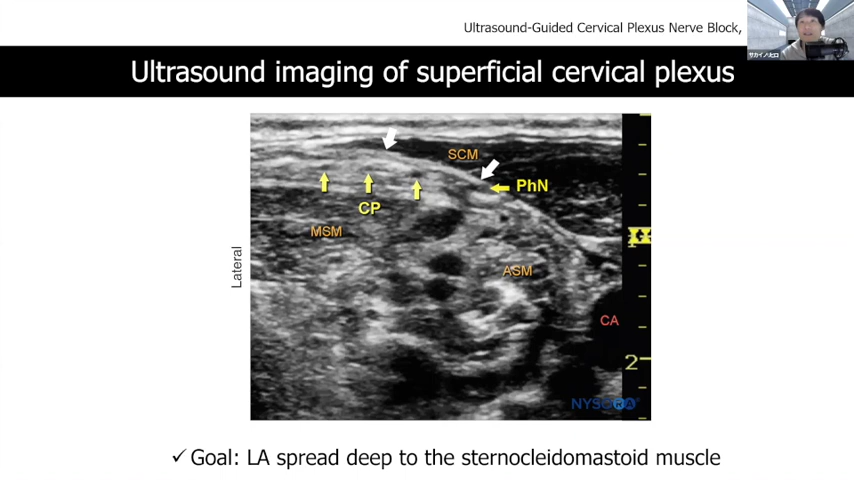 Ultrasound-Guided Cervical Plexus Nerve Block,
Ultrasound imaging of superficial cervical plexus
SCM
PhN
CP
MSM
ASM
CA
Lateral
2
NYSORA
✓ Goal: LA spread deep to the sternocleidomastoid muscle